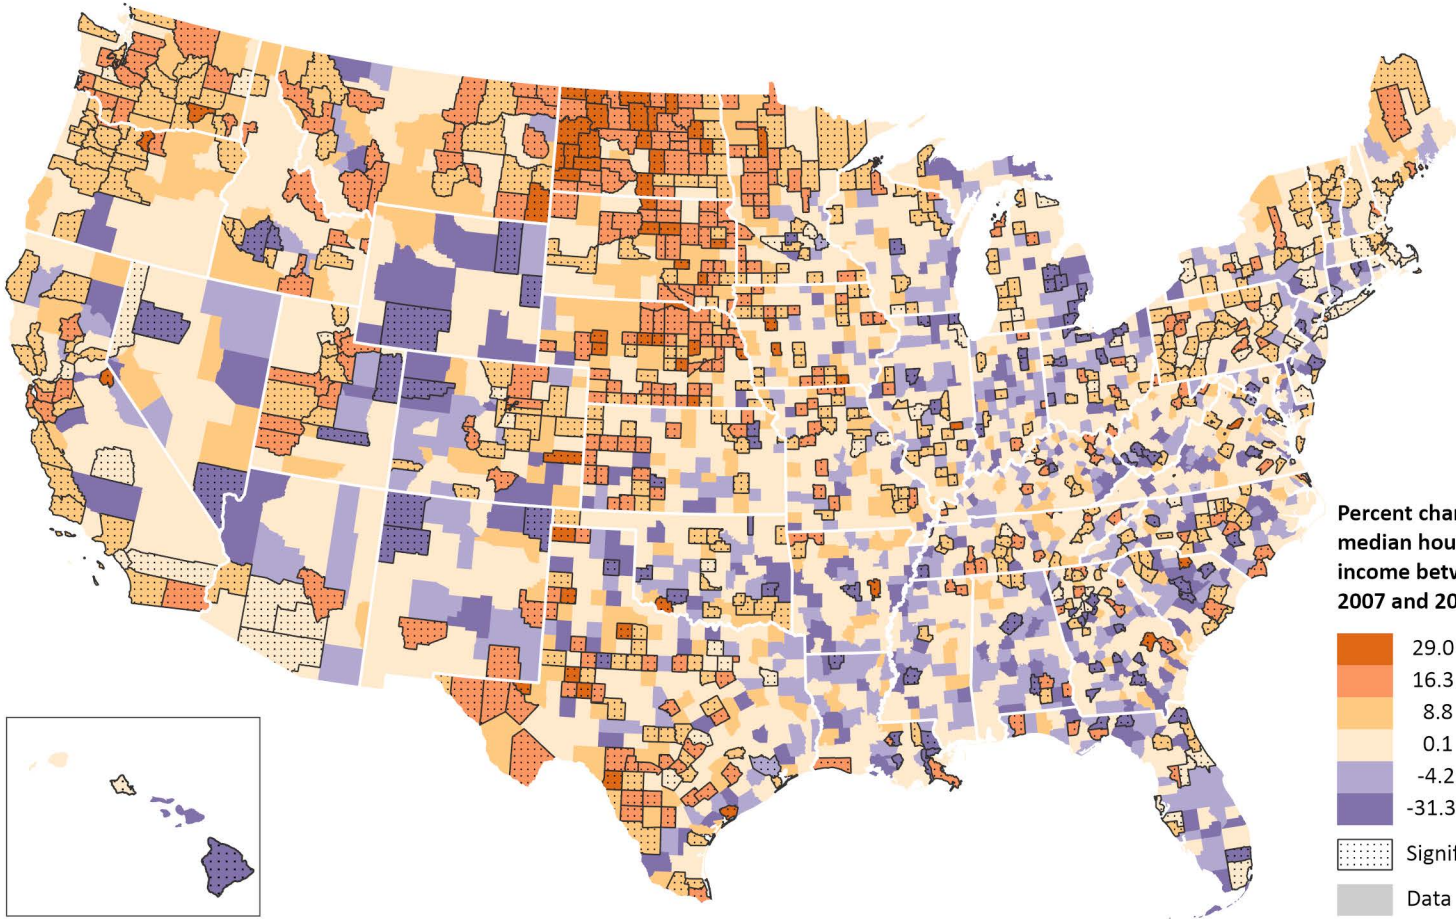 Percent char
median hou
income betw
2007 and 20
29.0
16.3
8.8
0.1
-4.2
-31.3
Signif
Data